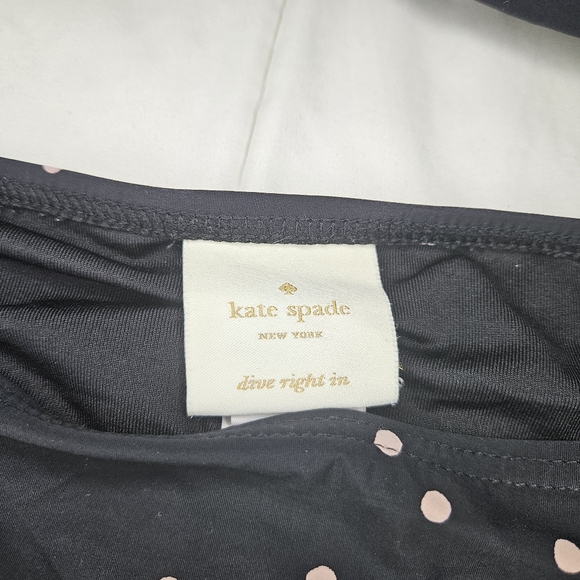 kate spade
NEW YORK
dive right in